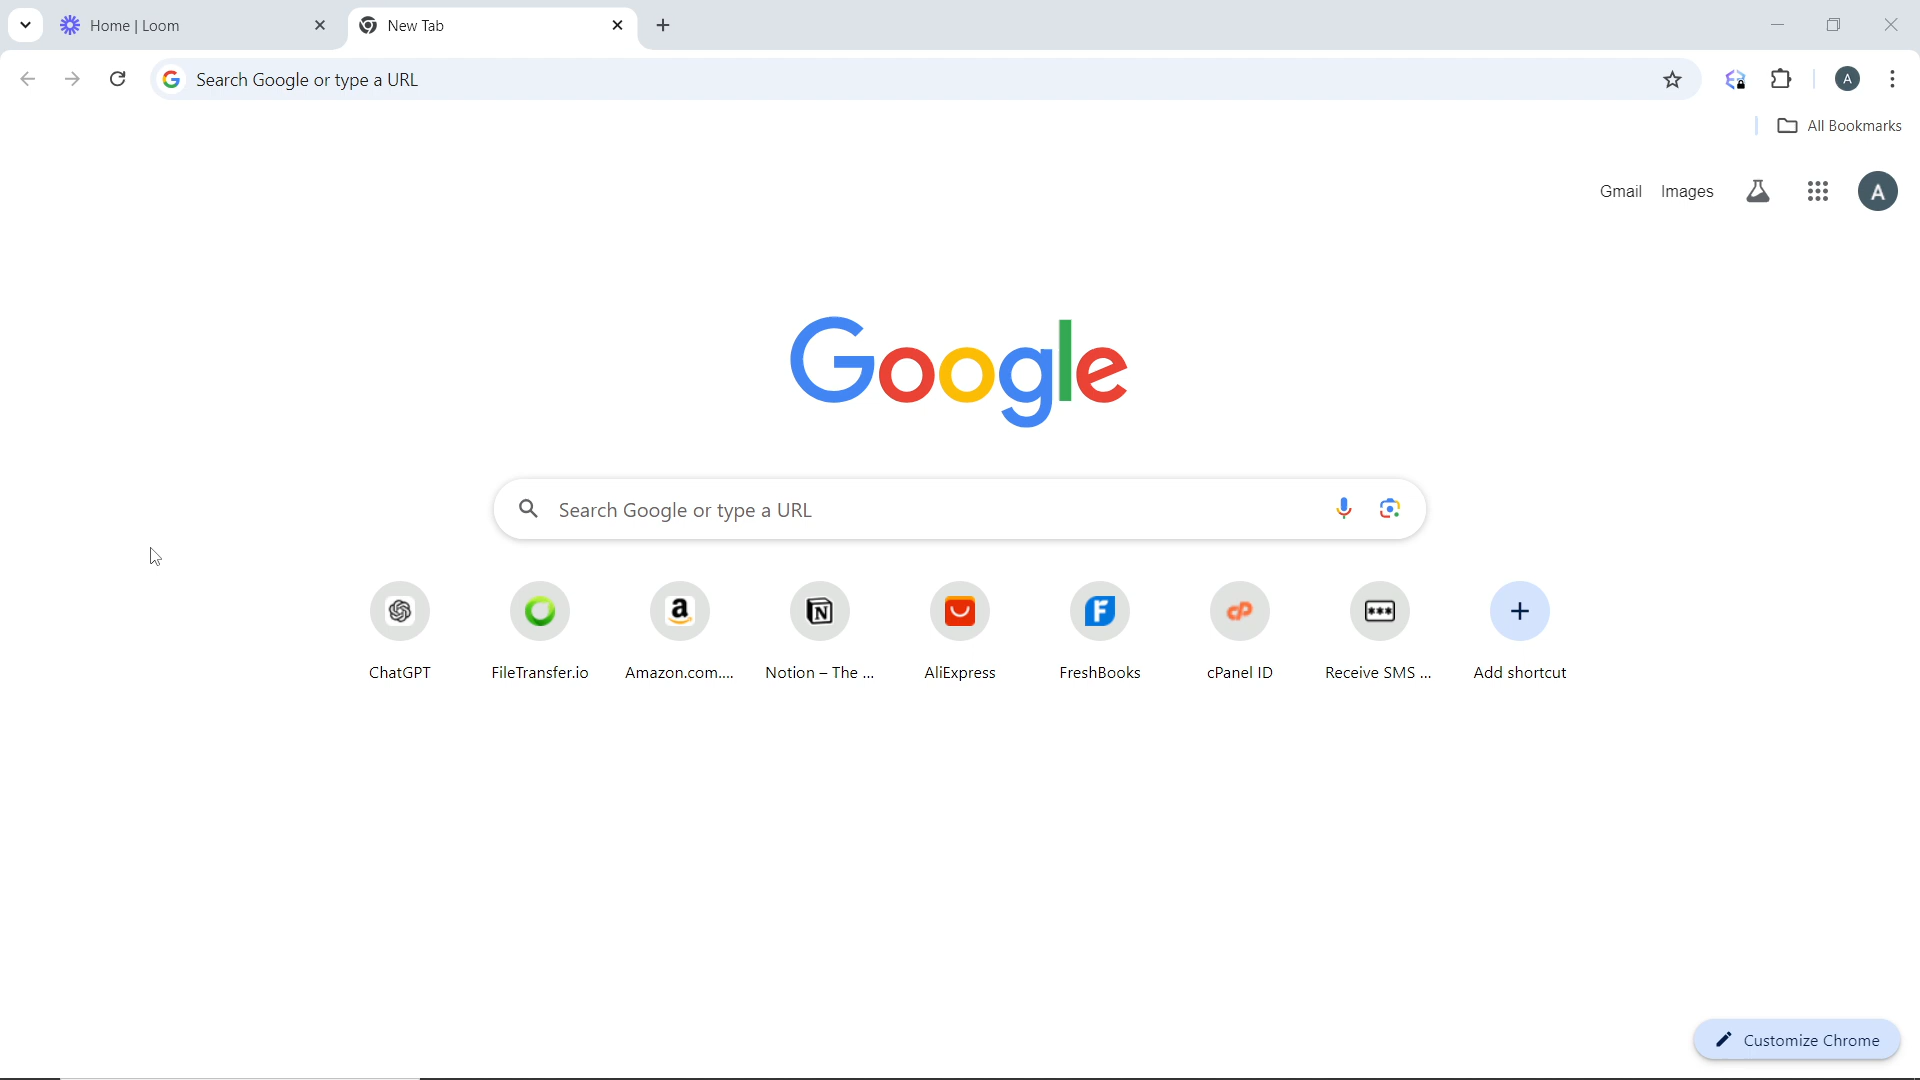 Home | Loom
New Tab
Search Google or type a URL
A
All Bookmarks
Gmail Images
A
Google
Search Google or type a URL
ChatGPT FileTransfer.io Amazon.com.... Notion – The ... AliExpress FreshBooks cPanel ID Receive SMS ... Add shortcut
Customize Chrome